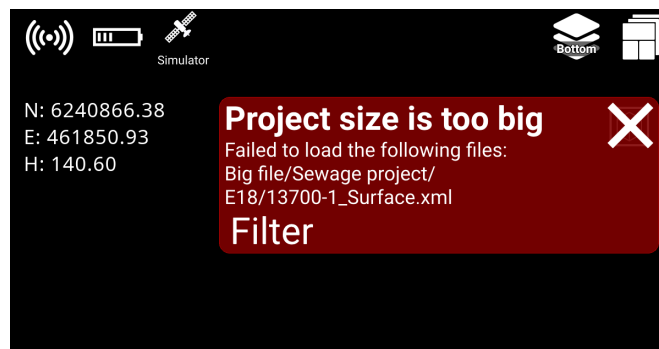 Simulator
Bottom
N: 6240866.38
E: 461850.93
H: 140.60
Project size is too big
Failed to load the following files:
Big file/Sewage project/
E18/13700-1_Surface.xml
Filter